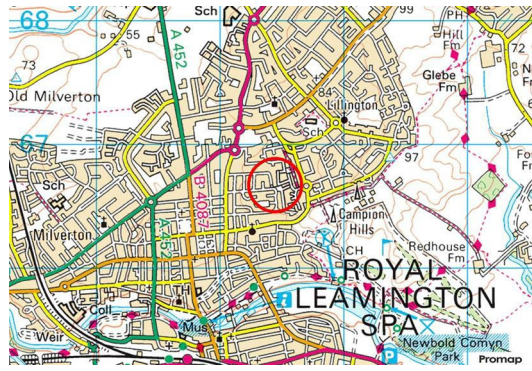 68
Sch
99
PH
Hill
Fm
72
55
A 452
73
Glebe
Fm
Old Milverton
84
Lillington
67
Sch
97
Sch
B 4087
A 452
Campion
Hills
Milverton
Redhouse
Fm
CH
ROYAL
LEAMINGTON
SPA
TH
Coll
Mus
Weir
Newbold Comyn
Park
P
Promap